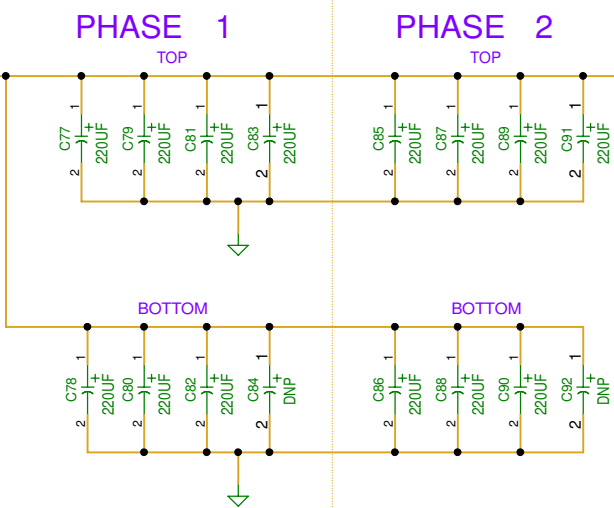 PHASE 1 PHASE 2
TOP TOP
1 1 1 1 1 1 1 1
+ + + + + + + +
C77 220UF C79 220UF C81 220UF C83 220UF C85 220UF C87 220UF C89 220UF C91 220UF
2 2 2 2 2 2 2 2
BOTTOM BOTTOM
1 1 1 1 1 1 1 1
+ + + + + + + +
C78 220UF C80 220UF C82 220UF C84 DNP C86 220UF C88 220UF C90 220UF C92 DNP
2 2 2 2 2 2 2 2